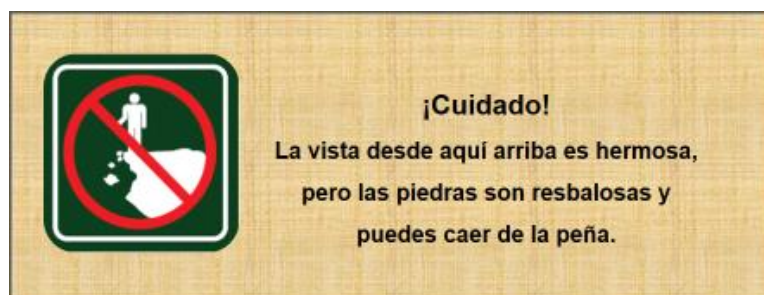 ¡Cuidado!
La vista desde aquí arriba es hermosa,
pero las piedras son resbalosas y
puedes caer de la peña.